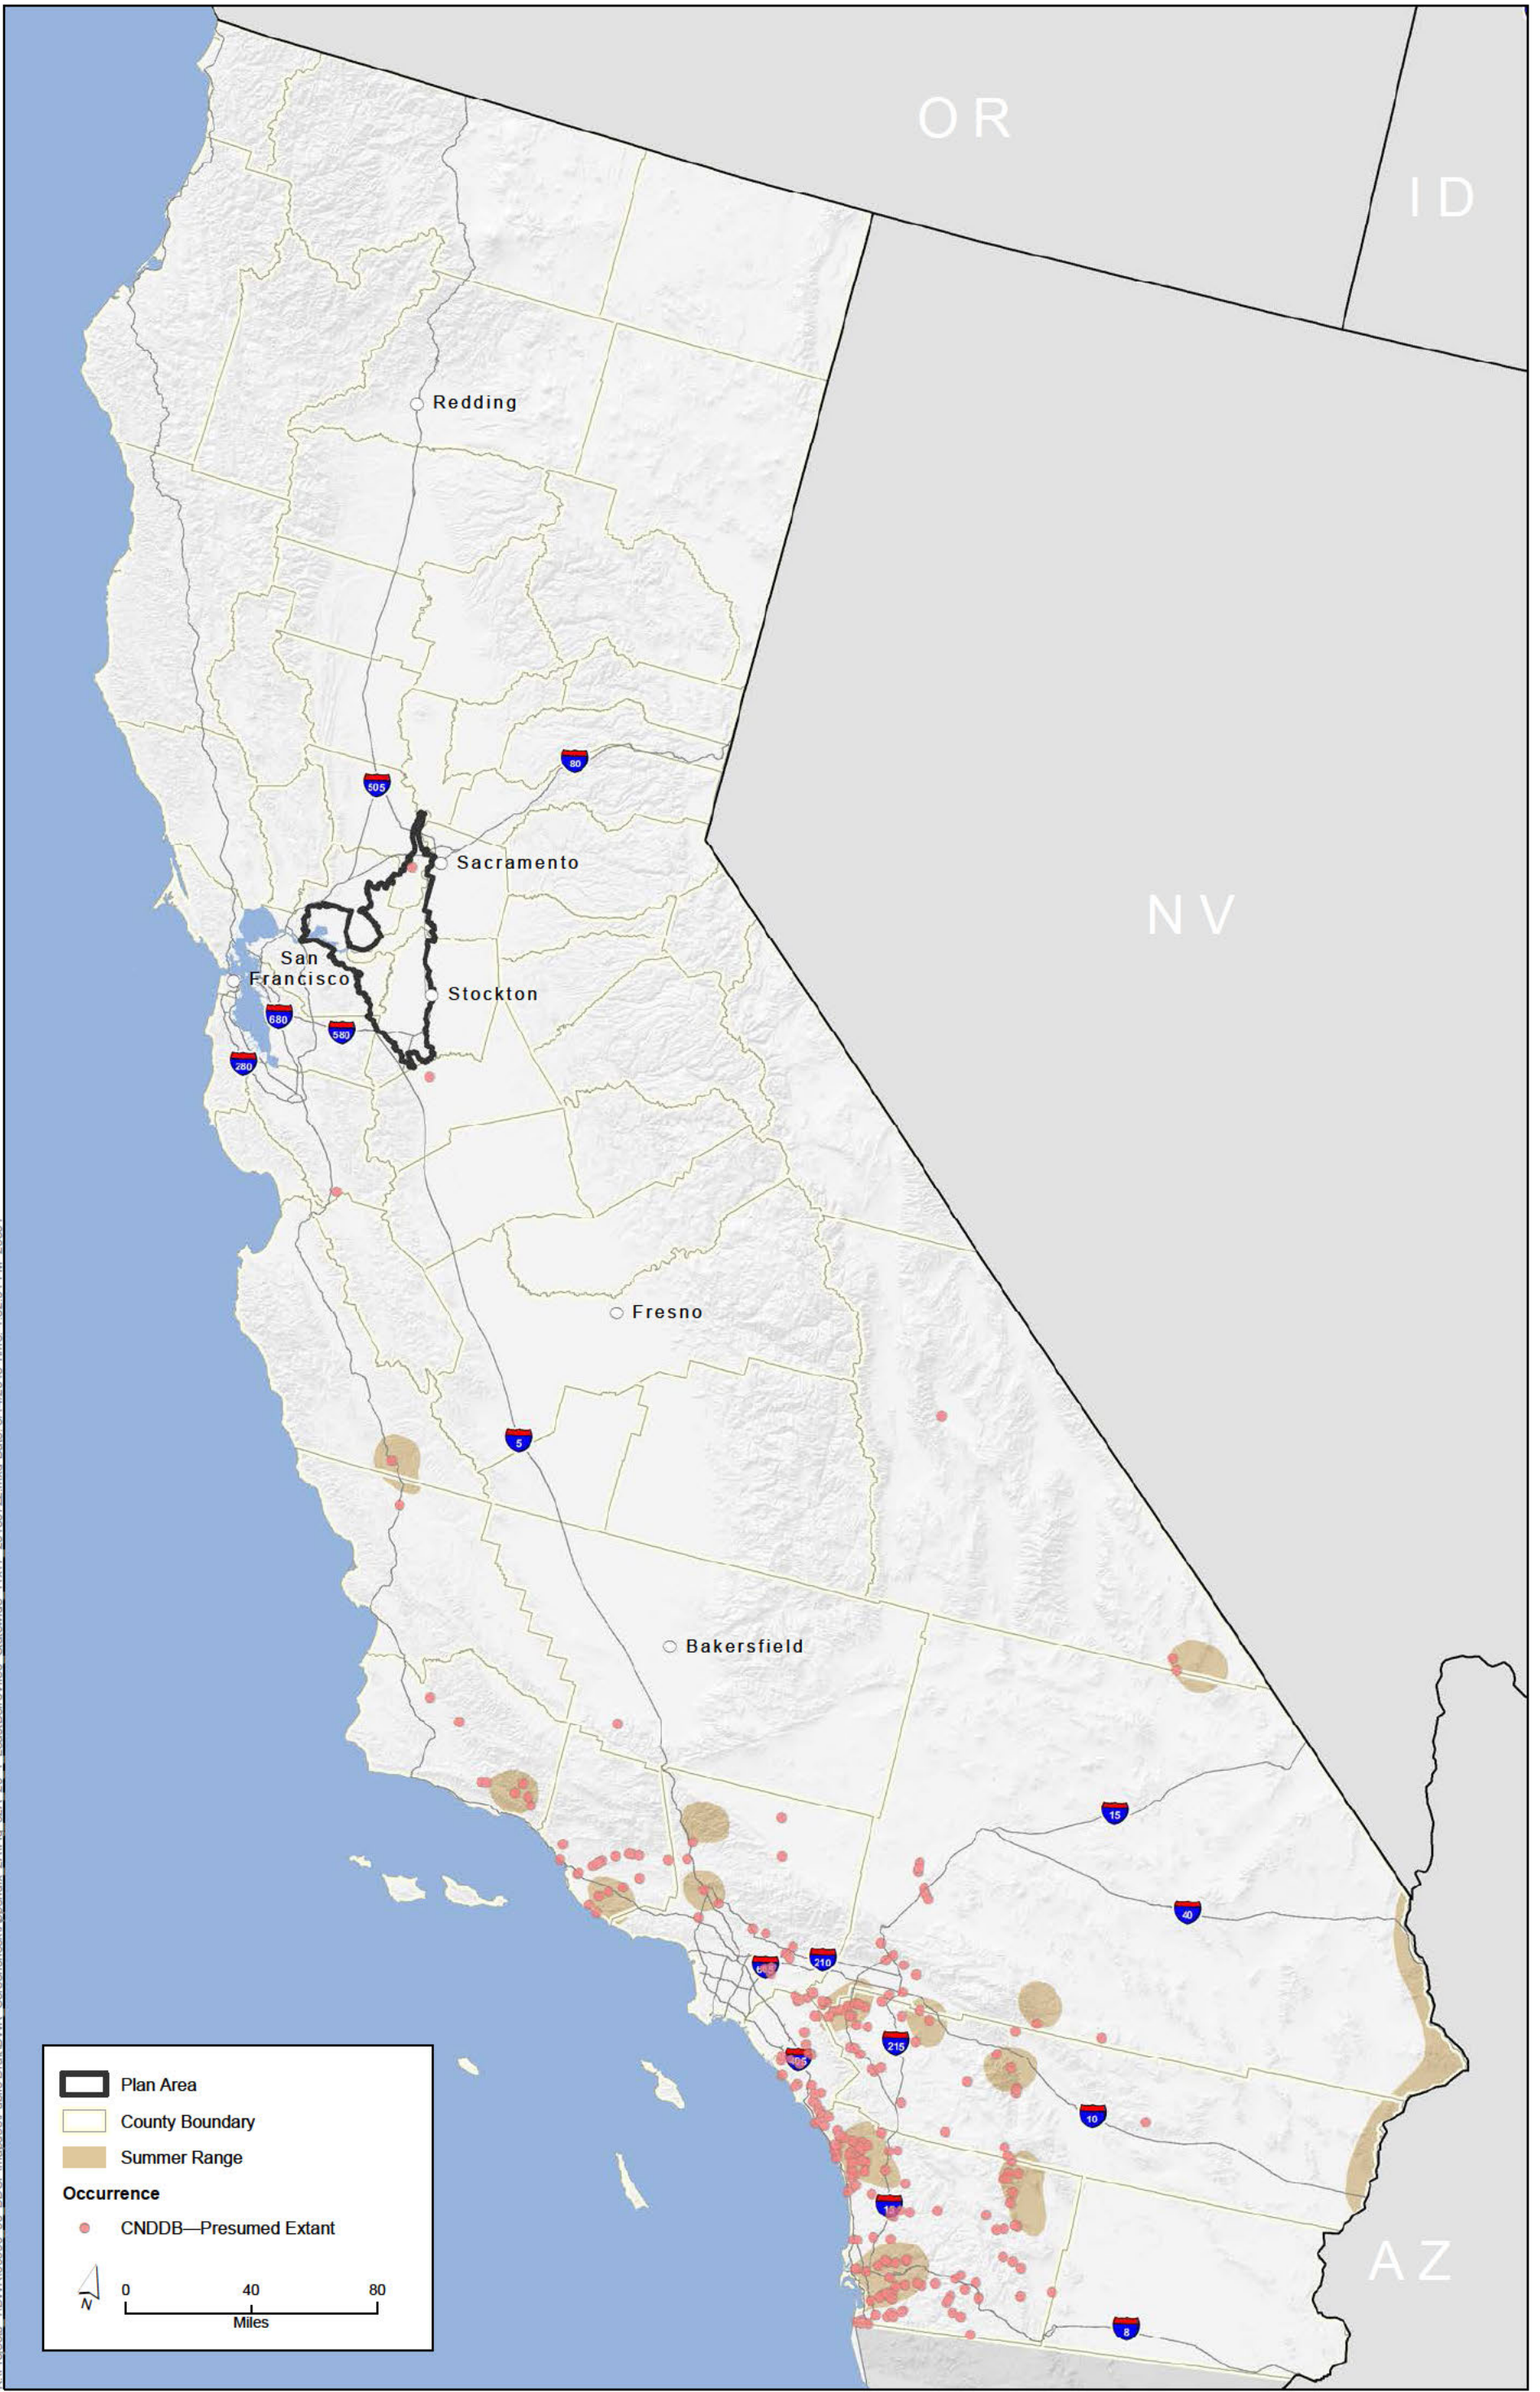 OR
ID
Redding
80
505
Sacramento
NV
San
Francisco
Stockton
680
580
280
Fresno
5
Bakersfield
15
40
210
215
10
15
8
AZ
Plan Area
County Boundary
Summer Range
Occurrence
CNDDB—Presumed Extant
N
0 40 80
Miles